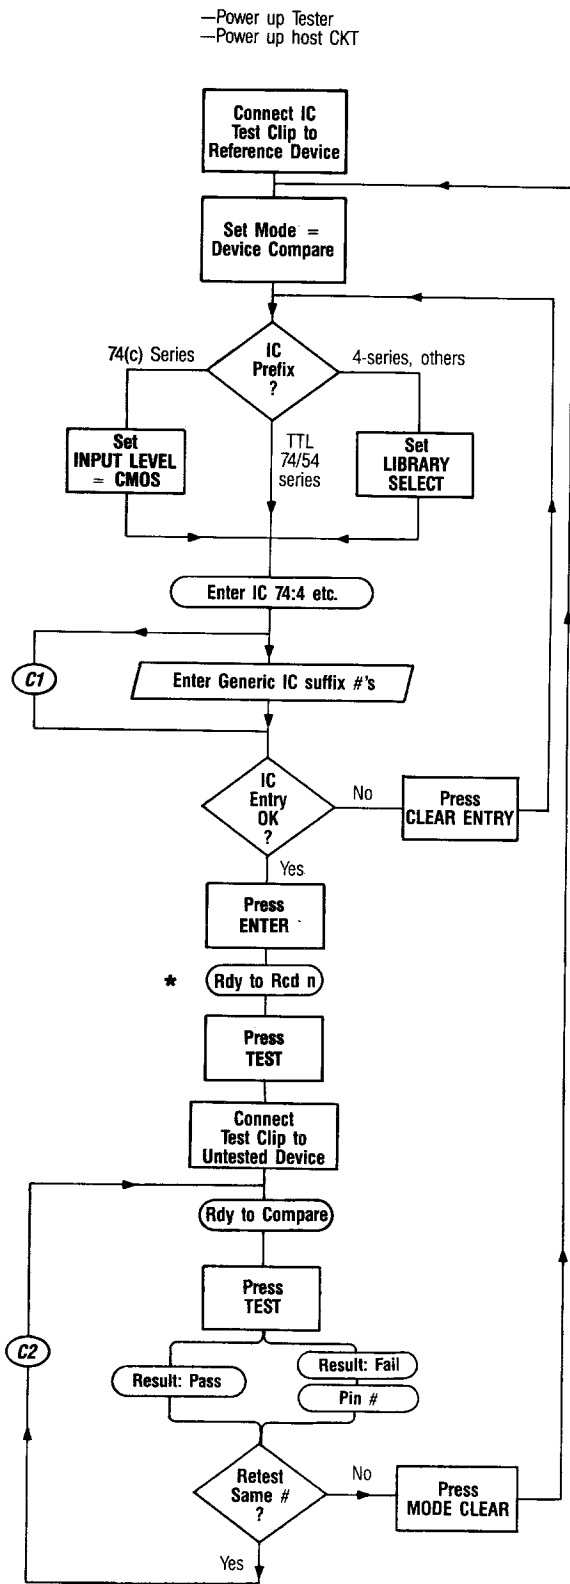 —Power up Tester
—Power up host CKT
Connect IC
Test Clip to
Reference Device
Set Mode =
Device Compare
74(c) Series
IC
Prefix
?
4-series, others
Set
INPUT LEVEL
= CMOS
TTL
74/54
series
Set
LIBRARY
SELECT
Enter IC 74:4 etc.
C1
Enter Generic IC suffix #'s
IC
Entry
OK
?
No
Press
CLEAR ENTRY
Yes
Press
ENTER
* Rdy to Rcd n
Press
TEST
Connect
Test Clip to
Untested Device
Rdy to Compare
Press
TEST
C2
Result: Pass
Result: Fail
Pin #
Retest
Same #
?
No
Press
MODE CLEAR
Yes